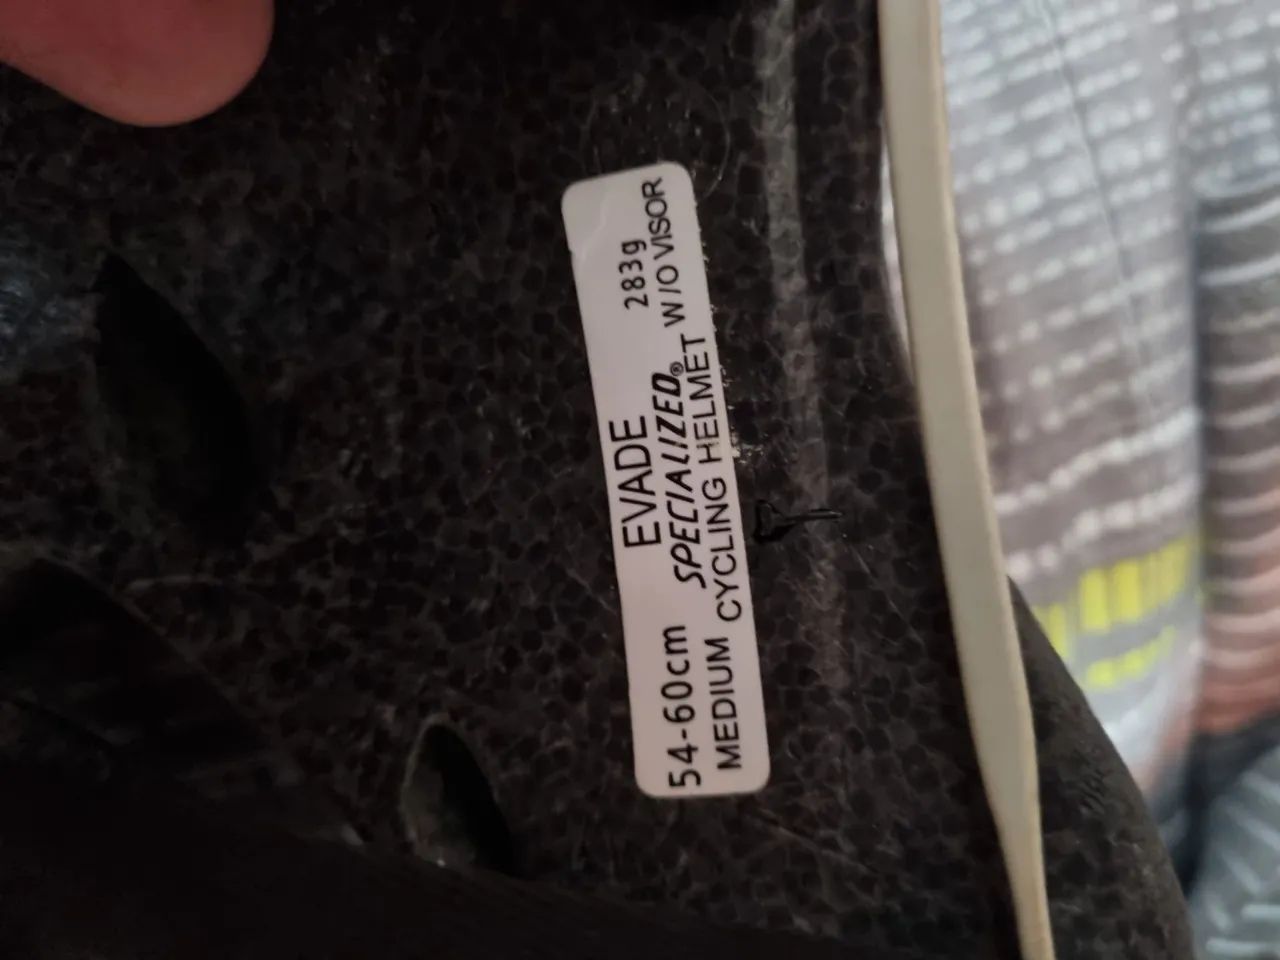 54-60cm EVADE 283g
MEDIUM SPECIALIZED® W/O VISOR
CYCLING HELMET